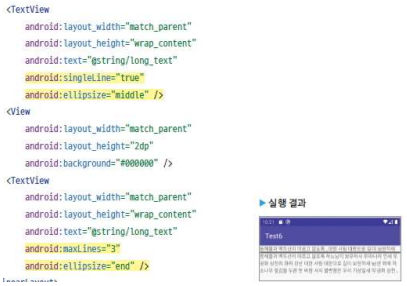 <TextView
android:layout_width="match_parent"
android:layout_height="wrap_content"
android:text="@string/long_text"
android:singleLine="true"
android:ellipsize="middle" />
<View
android:layout_width="match_parent"
android:layout_height="2dp"
android:background="#000000" />
<TextView
android:layout_width="match_parent"
android:layout_height="wrap_content"
android:text="@string/long_text"
android:maxLines="3"
android:ellipsize="end" />
▶ 실행 결과
Test6